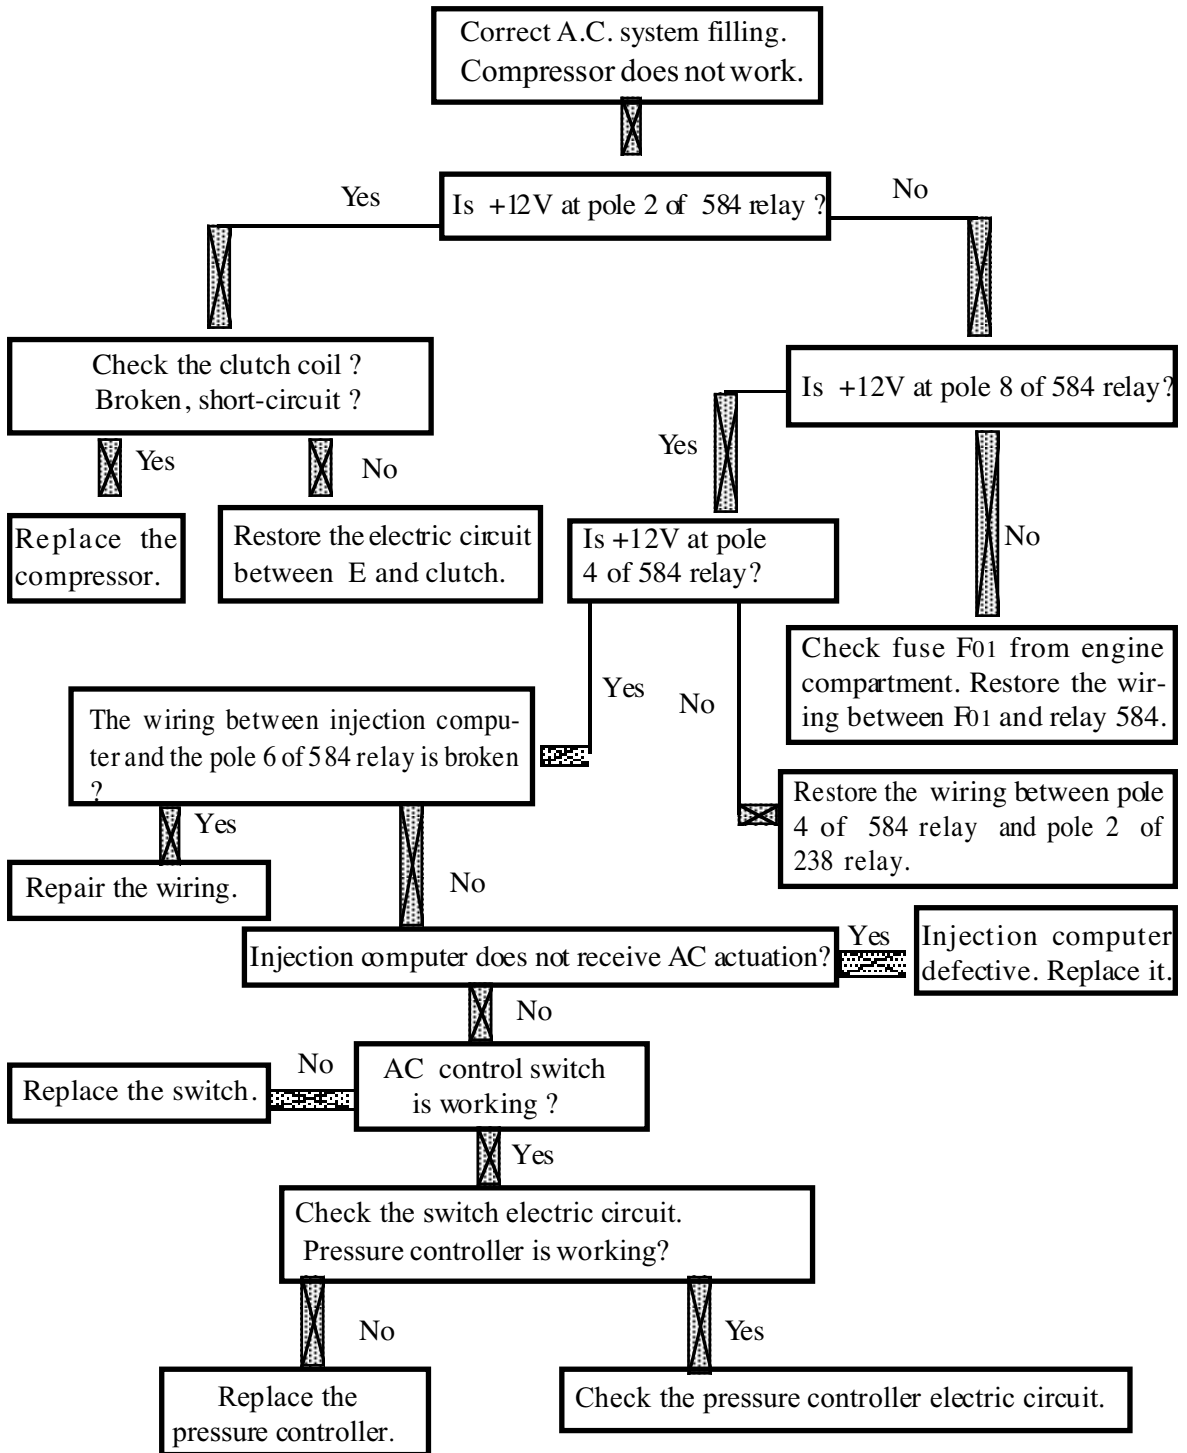 Correct A.C. system filling.
Compressor does not work.
Yes
Is +12V at pole 2 of 584 relay ?
No
Check the clutch coil ?
Broken, short-circuit ?
Is +12V at pole 8 of 584 relay?
Yes
No
Yes
No
Replace the
compressor.
Restore the electric circuit
between E and clutch.
Is +12V at pole
4 of 584 relay?
Check fuse F01 from engine
compartment. Restore the wir-
ing between F01 and relay 584.
Yes
No
The wiring between injection compu-
ter and the pole 6 of 584 relay is broken
?
Restore the wiring between pole
4 of 584 relay and pole 2 of
238 relay.
Yes
No
Repair the wiring.
Injection computer does not receive AC actuation?
Yes
Injection computer
defective. Replace it.
No
Replace the switch.
No
AC control switch
is working ?
Yes
Check the switch electric circuit.
Pressure controller is working?
No
Yes
Replace the
pressure controller.
Check the pressure controller electric circuit.